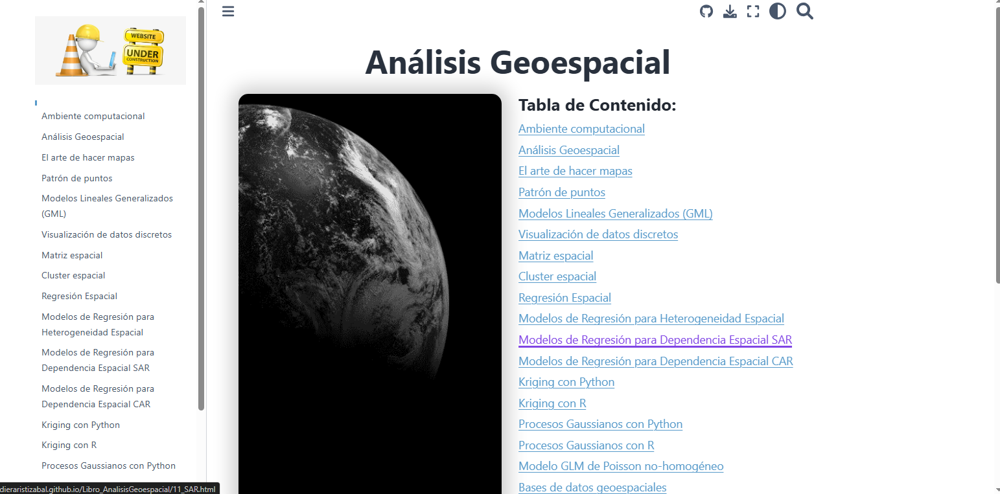 WEBSITE
UNDER
CONSTRUCTION
Ambiente computacional
Análisis Geoespacial
El arte de hacer mapas
Patrón de puntos
Modelos Lineales Generalizados
(GML)
Visualización de datos discretos
Matriz espacial
Cluster espacial
Regresión Espacial
Modelos de Regresión para
Heterogeneidad Espacial
Modelos de Regresión para
Dependencia Espacial SAR
Modelos de Regresión para
Dependencia Espacial CAR
Kriging con Python
Kriging con R
Procesos Gaussianos con Python
dieraristizabal.github.io/Libro_AnalisisGeoespacial/11_SAR.html
Análisis Geoespacial
Tabla de Contenido:
Ambiente computacional
Análisis Geoespacial
El arte de hacer mapas
Patrón de puntos
Modelos Lineales Generalizados (GML)
Visualización de datos discretos
Matriz espacial
Cluster espacial
Regresión Espacial
Modelos de Regresión para Heterogeneidad Espacial
Modelos de Regresión para Dependencia Espacial SAR
Modelos de Regresión para Dependencia Espacial CAR
Kriging con Python
Kriging con R
Procesos Gaussianos con Python
Procesos Gaussianos con R
Modelo GLM de Poisson no-homogéneo
Bases de datos geoespaciales